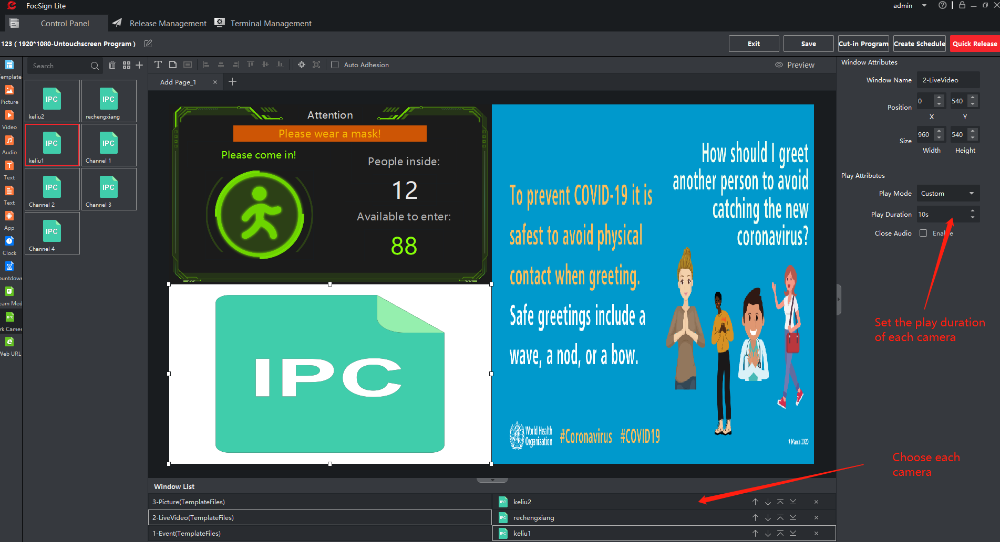 FocSign Lite
admin
Control Panel
Release Management
Terminal Management
123 ( 1920*1080-Untouchscreen Program )
Exit
Save
Cut-in Program
Create Schedule
Quick Release
Template
Picture
Video
Audio
Text
Text
App
Clock
ountdown
eam Med
IPC
rk Camer
Web URL
Search
IPC
keliu2
IPC
rechengxiang
IPC
keliu1
IPC
Channel 1
IPC
Channel 2
IPC
Channel 3
IPC
Channel 4
Auto Adhesion
Preview
Add Page_1
Attention
Please wear a mask!
Please come in!
People inside:
12
Available to enter:
88
IPC
How should I greet
another person to avoid
catching the new
coronavirus?
To prevent COVID-19 it is
safest to avoid physical
contact when greeting.
Safe greetings include a
wave, a nod, or a bow.
World Health
Organization
#Coronavirus #COVID19
9 March 2020
Window Attributes
Window Name
2-LiveVideo
Position
0
540
X
Y
Size
960
540
Width
Height
Play Attributes
Play Mode
Custom
Play Duration
10s
Close Audio
Enable
Set the play duration
of each camera
Choose each
camera
Window List
3-Picture(TemplateFiles)
IPC keliu2
2-LiveVideo(TemplateFiles)
IPC rechengxiang
1-Event(TemplateFiles)
IPC keliu1